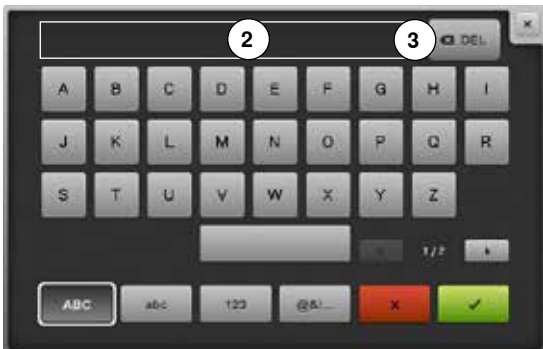 2 3 DEL
A B C D E F G H I
J K L M N O P Q R
S T U V W X Y Z
1/2
ABC abc 123 @&!...